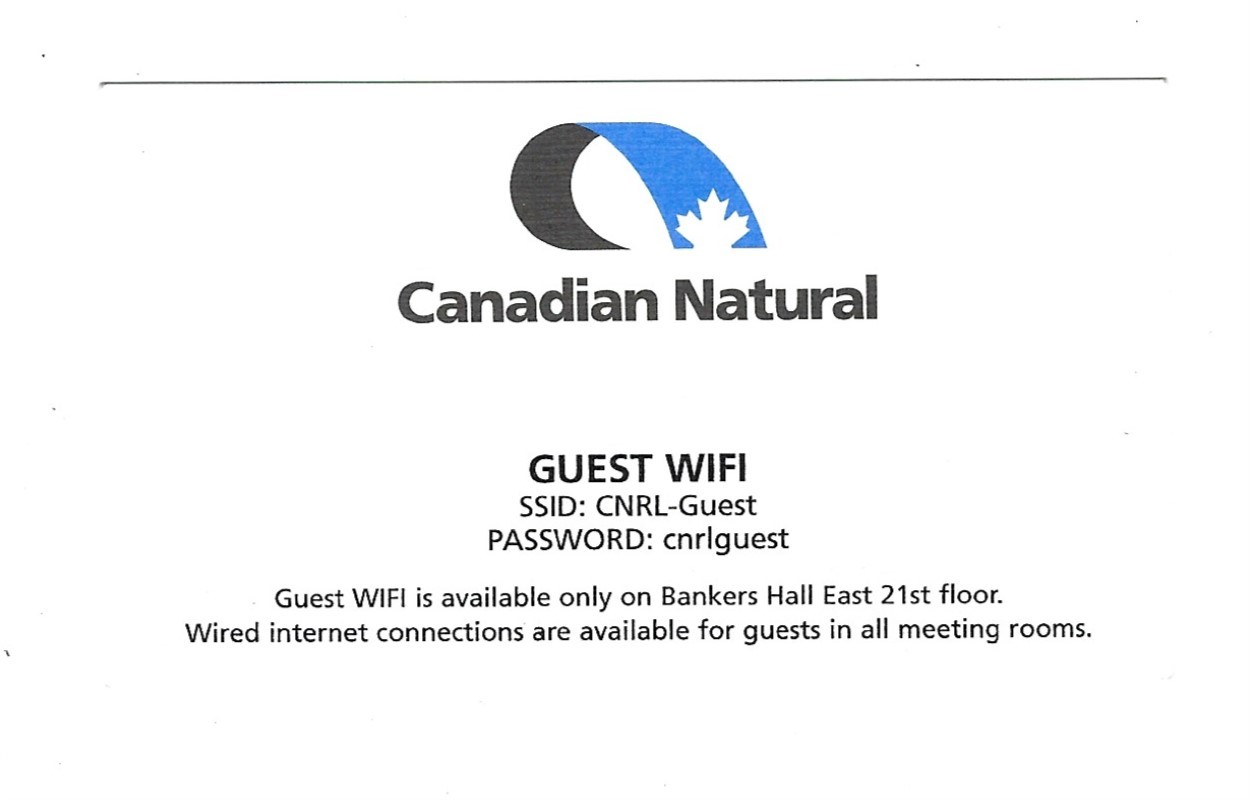 Canadian Natural
GUEST WIFI
SSID: CNRL-Guest
PASSWORD: cnrlguest
Guest WIFI is available only on Bankers Hall East 21st floor.
Wired internet connections are available for guests in all meeting rooms.